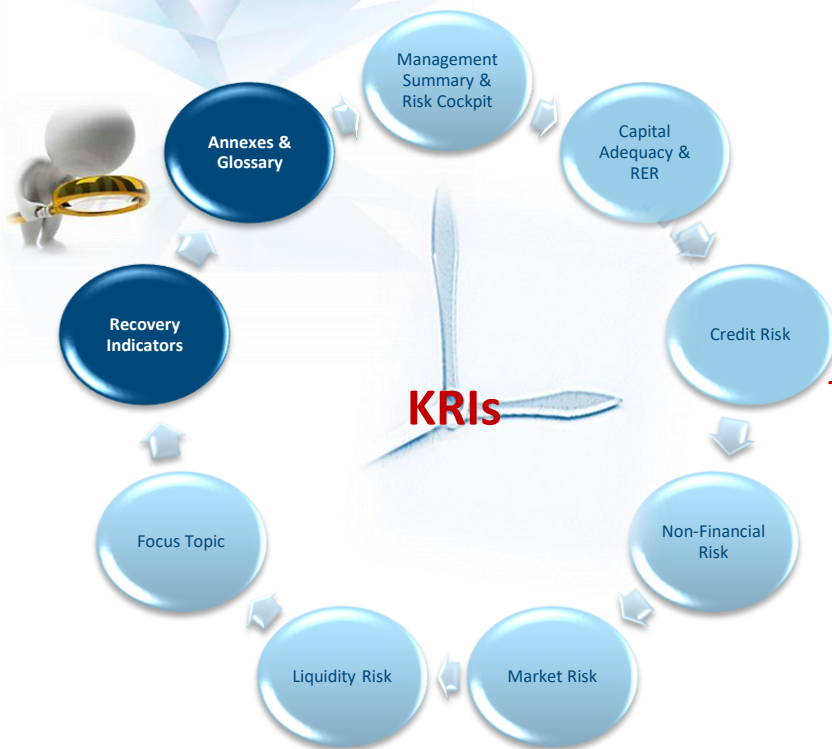 Management
Summary &
Risk Cockpit
Capital
Adequacy &
RER
Credit Risk
Non-Financial
Risk
Market Risk
Liquidity Risk
Focus Topic
Recovery
Indicators
Annexes &
Glossary
KRIs